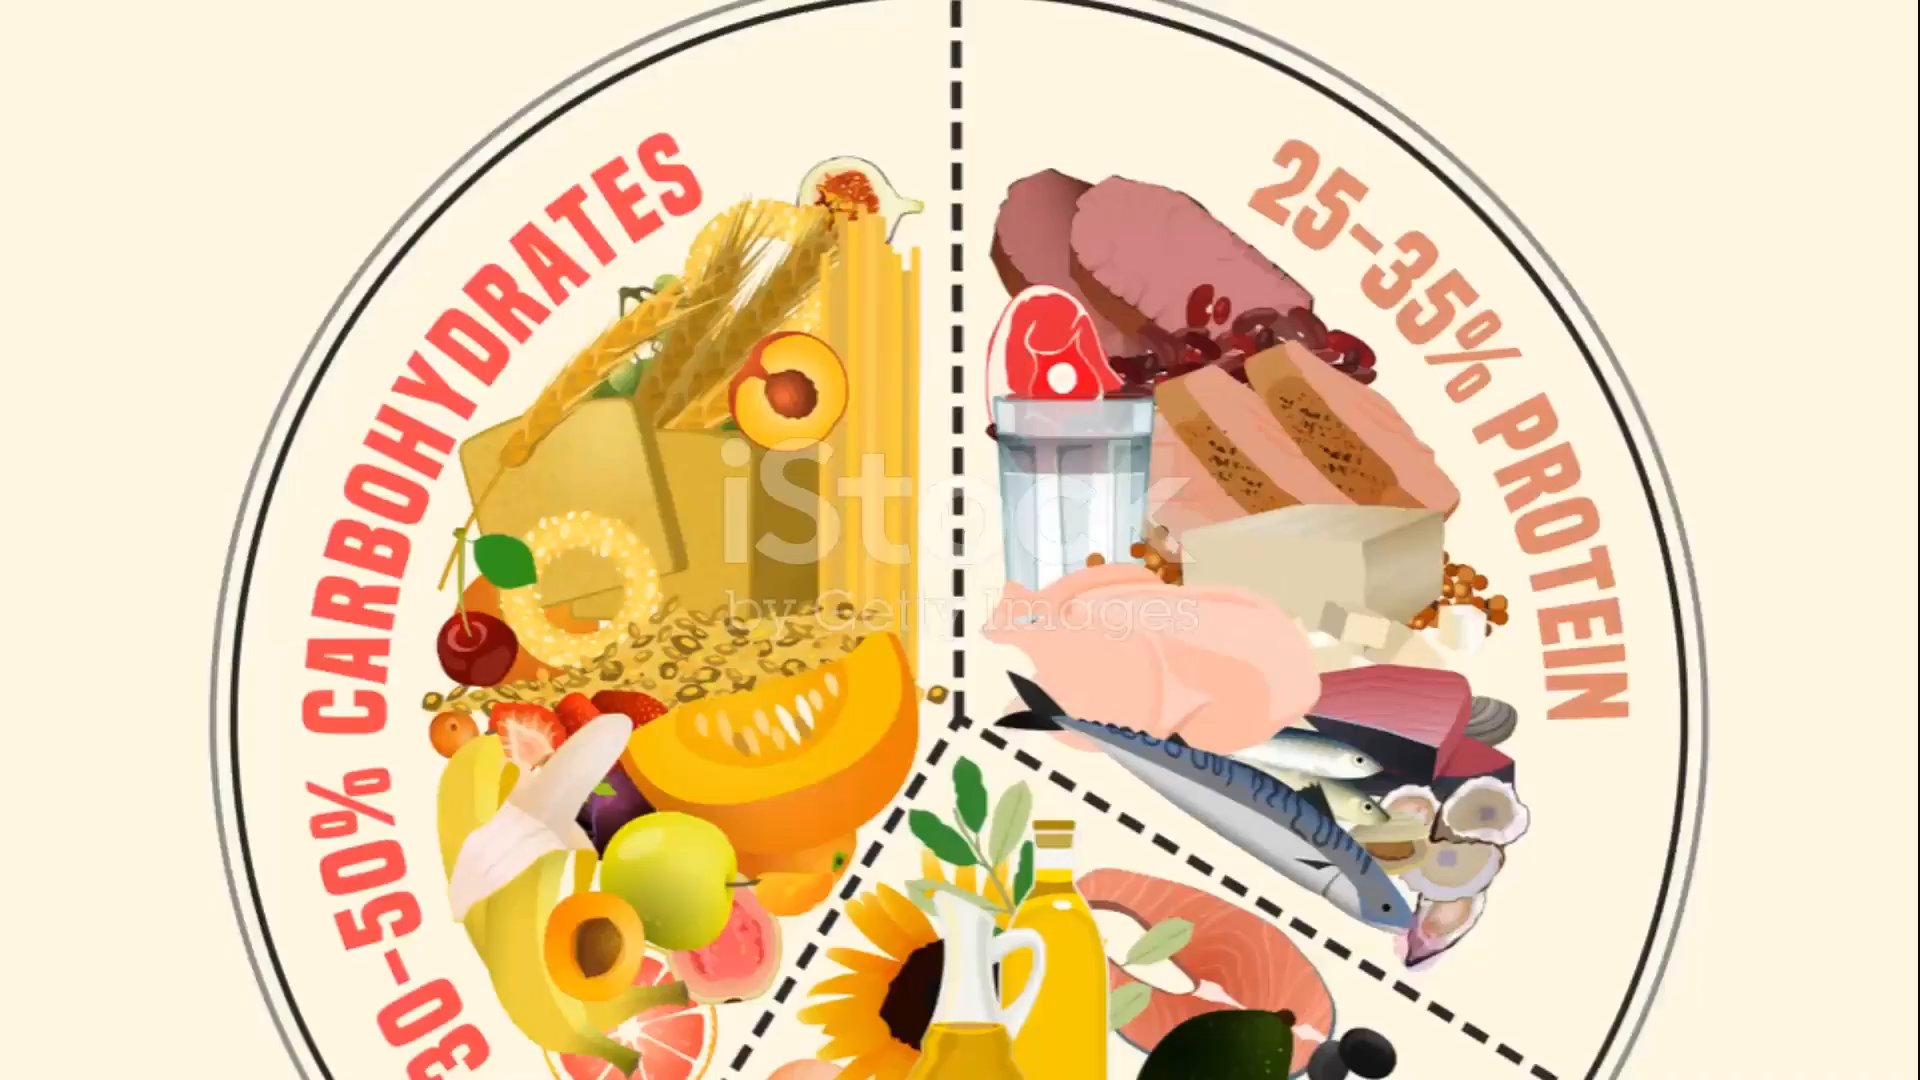 30-50% CARBOHYDRATES
25-35% PROTEIN
iStock
by Getty Images